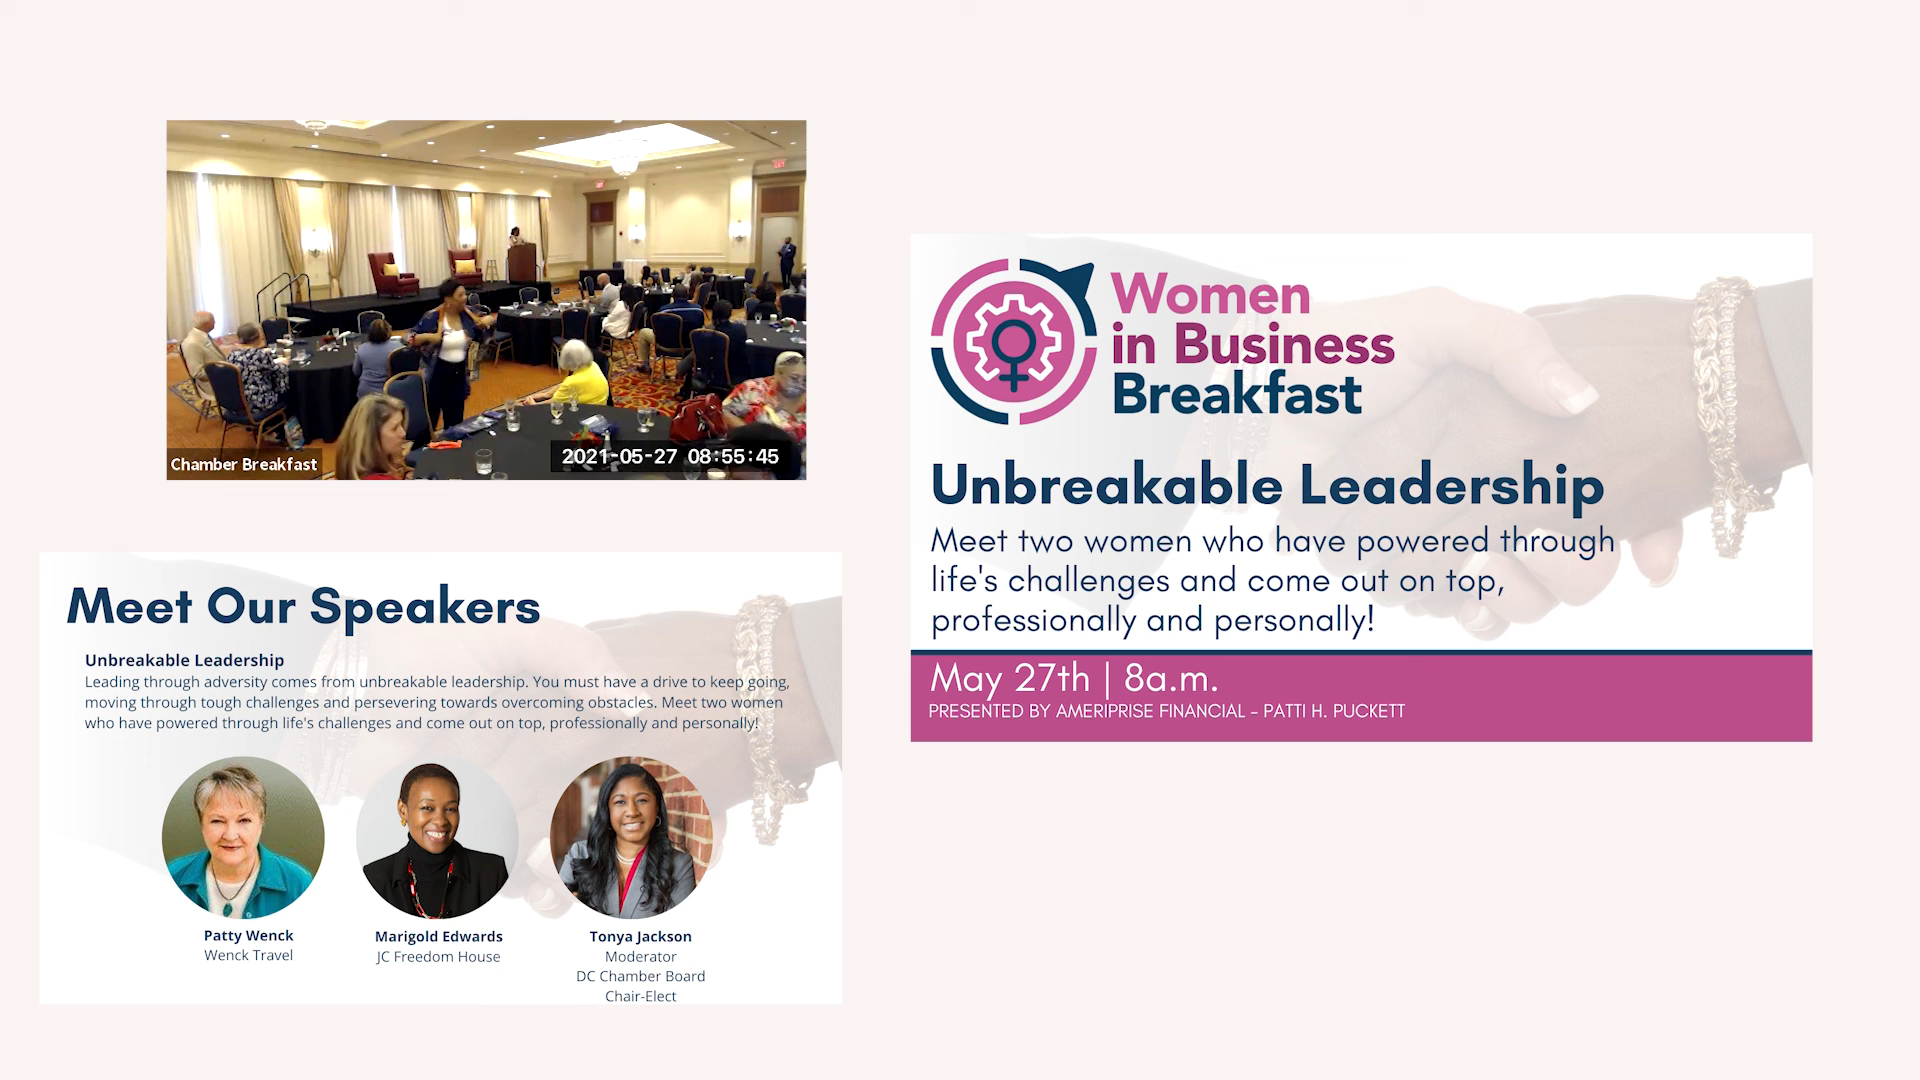 Chamber Breakfast
2021-05-27 08:55:45
Women
in Business
Breakfast
Unbreakable Leadership
Meet two women who have powered through
life's challenges and come out on top,
professionally and personally!
May 27th | 8a.m.
PRESENTED BY AMERIPRISE FINANCIAL - PATTI H. PUCKETT
Meet Our Speakers
Unbreakable Leadership
Leading through adversity comes from unbreakable leadership. You must have a drive to keep going,
moving through tough challenges and persevering towards overcoming obstacles. Meet two women
who have powered through life's challenges and come out on top, professionally and personally!
Patty Wenck
Wenck Travel
Marigold Edwards
JC Freedom House
Tonya Jackson
Moderator
DC Chamber Board
Chair-Elect